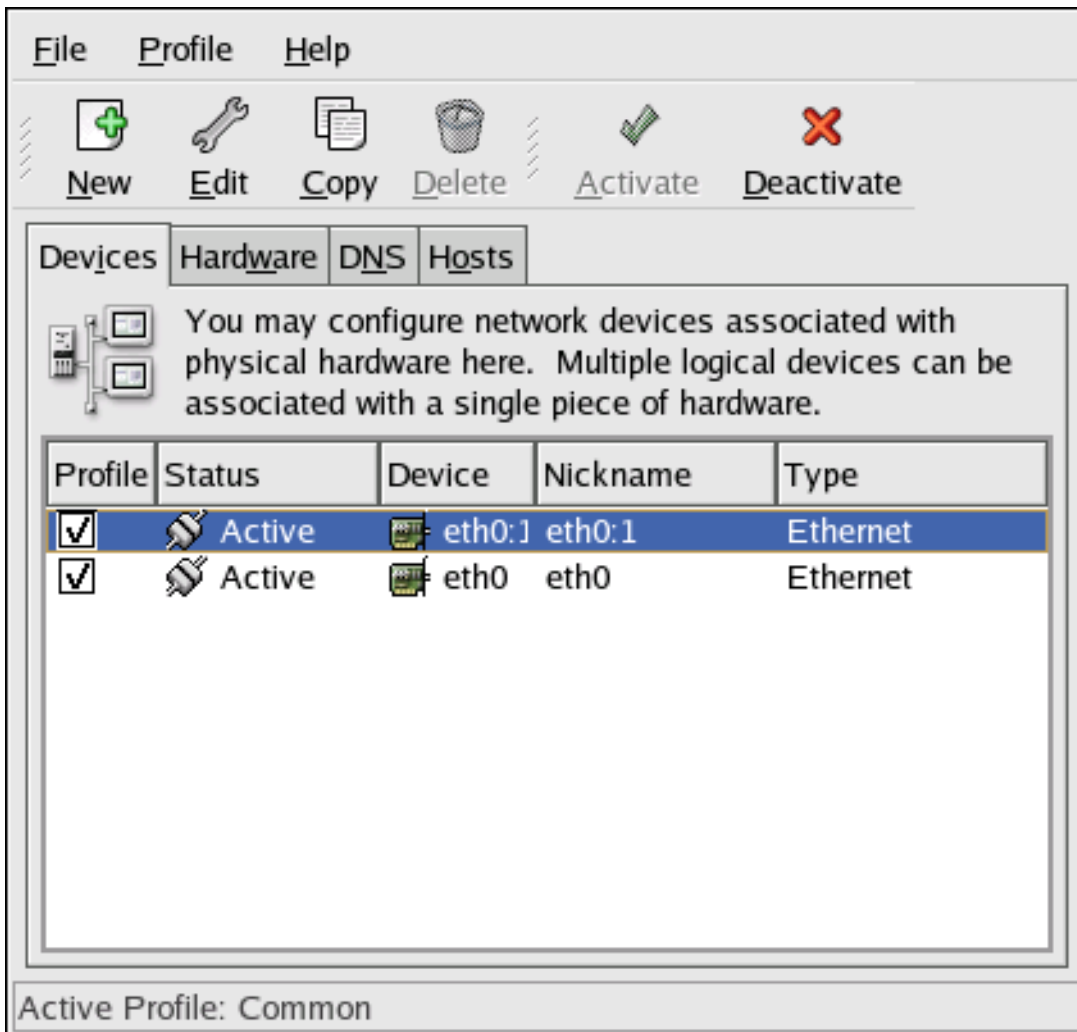 File Profile Help
New Edit Copy Delete Activate Deactivate
Devices Hardware DNS Hosts
You may configure network devices associated with
physical hardware here.  Multiple logical devices can be
associated with a single piece of hardware.
Profile Status Device Nickname Type
Active eth0:1 eth0:1 Ethernet
Active eth0 eth0 Ethernet
Active Profile: Common